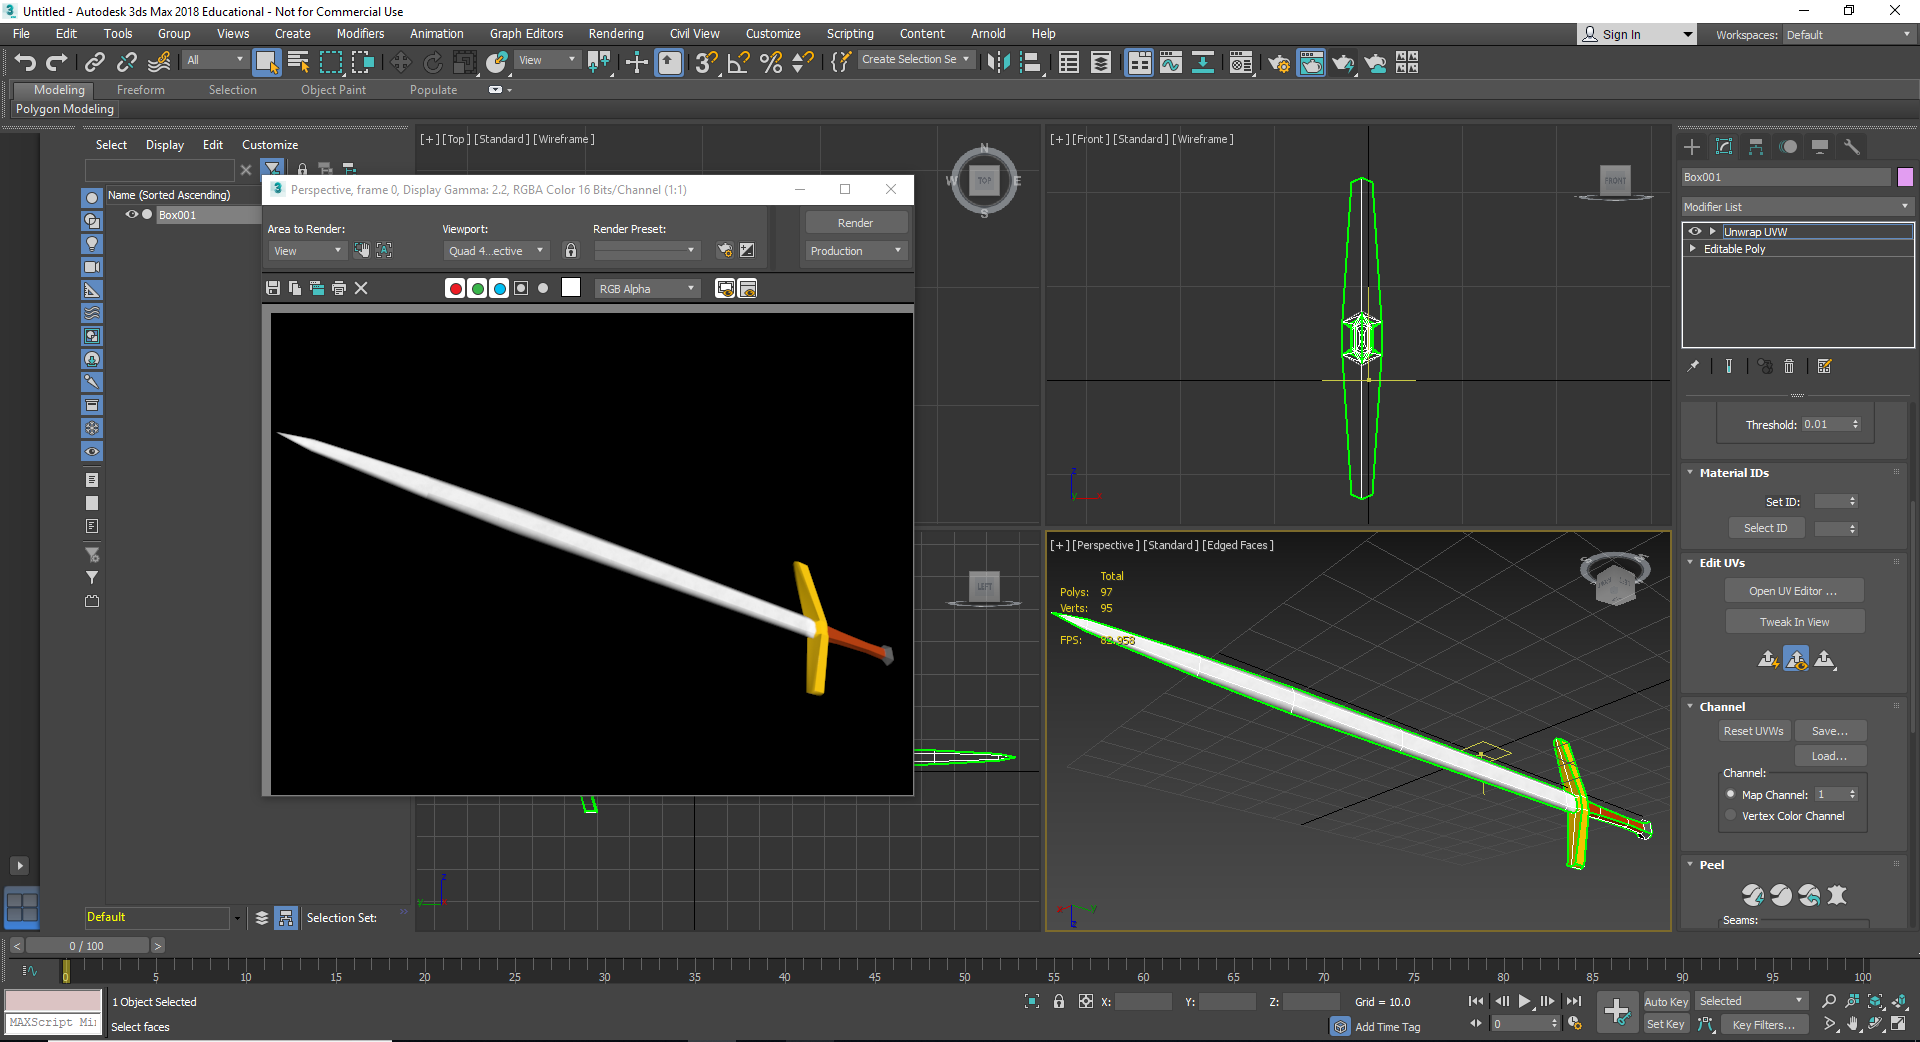 Untitled - Autodesk 3ds Max 2018 Educational - Not for Commercial Use
File Edit Tools Group Views Create Modifiers Animation Graph Editors Rendering Civil View Customize Scripting Content Arnold Help
Sign In
Workspaces: Default
All
View
Create Selection Se
Modeling Freeform Selection Object Paint Populate
Polygon Modeling
Select Display Edit Customize
Name (Sorted Ascending)
Box001
[+] [Top] [Standard] [Wireframe]
N
W TOP E
S
[+] [Front] [Standard] [Wireframe]
FRONT
Perspective, frame 0, Display Gamma: 2.2, RGBA Color 16 Bits/Channel (1:1)
Area to Render: Viewport: Render Preset: Render
View Quad 4...ective Production
RGB Alpha
LEFT
[+] [Perspective] [Standard] [Edged Faces]
Total
Polys: 97
Verts: 95
FPS: 89.958
Box001
Modifier List
Unwrap UVW
Editable Poly
Threshold: 0.01
Material IDs
Set ID:
Select ID
Edit UVs
Open UV Editor ...
Tweak In View
Channel
Reset UVWs Save...
Load...
Channel:
Map Channel: 1
Vertex Color Channel
Peel
Seams:
Default
Selection Set:
0 / 100
0 5 10 15 20 25 30 35 40 45 50 55 60 65 70 75 80 85 90 95 100
1 Object Selected
X: Y: Z: Grid = 10.0
Auto Key Selected
MAXScript Mi
Select faces
Add Time Tag
0
Set Key Key Filters...